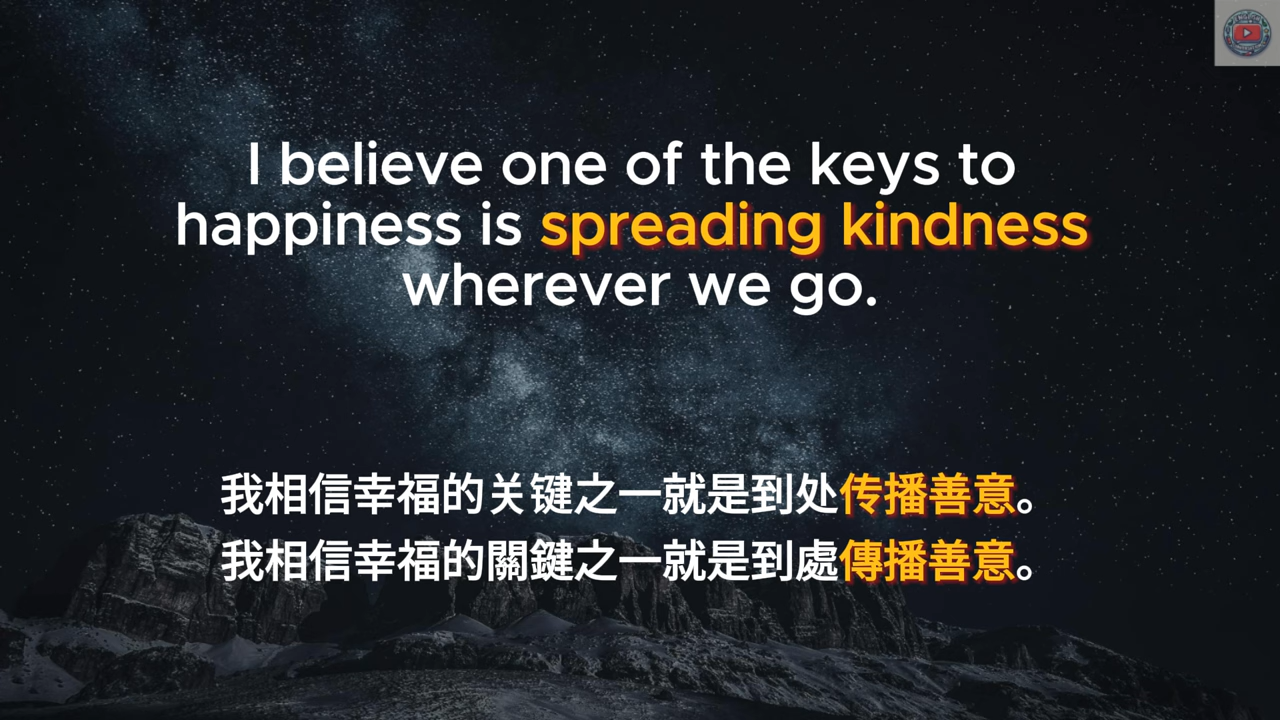 I believe one of the keys to
happiness is spreading kindness
wherever we go.
我相信幸福的关键之一就是到处传播善意。
我相信幸福的關鍵之一就是到處傳播善意。